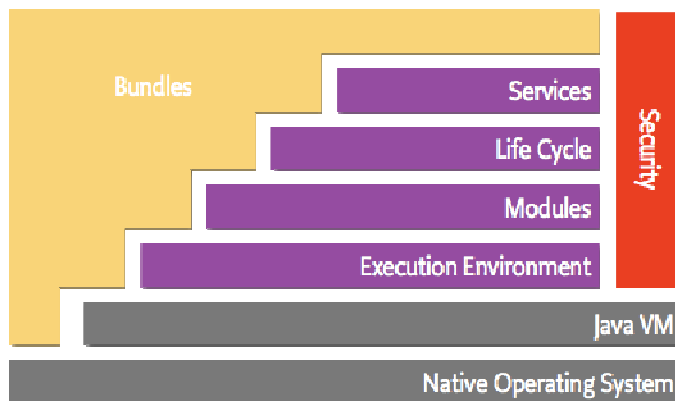 Bundles
Services
Life Cycle
Modules
Execution Environment
Security
Java VM
Native Operating System